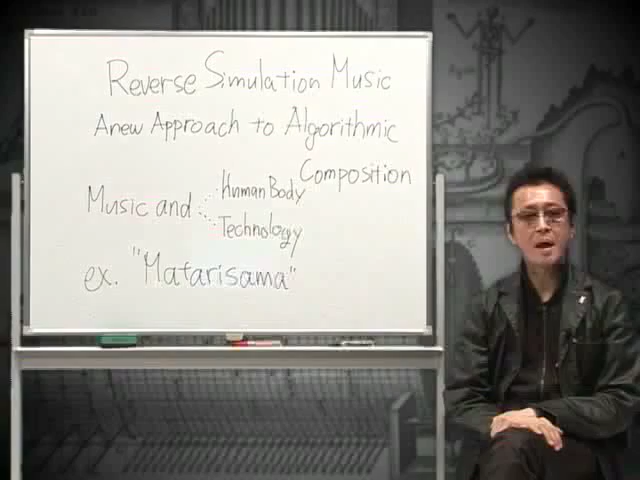 Reverse Simulation Music
Anew Approach to Algorithmic
Composition
Music and
Human Body
Technology
ex. "Matarisama"